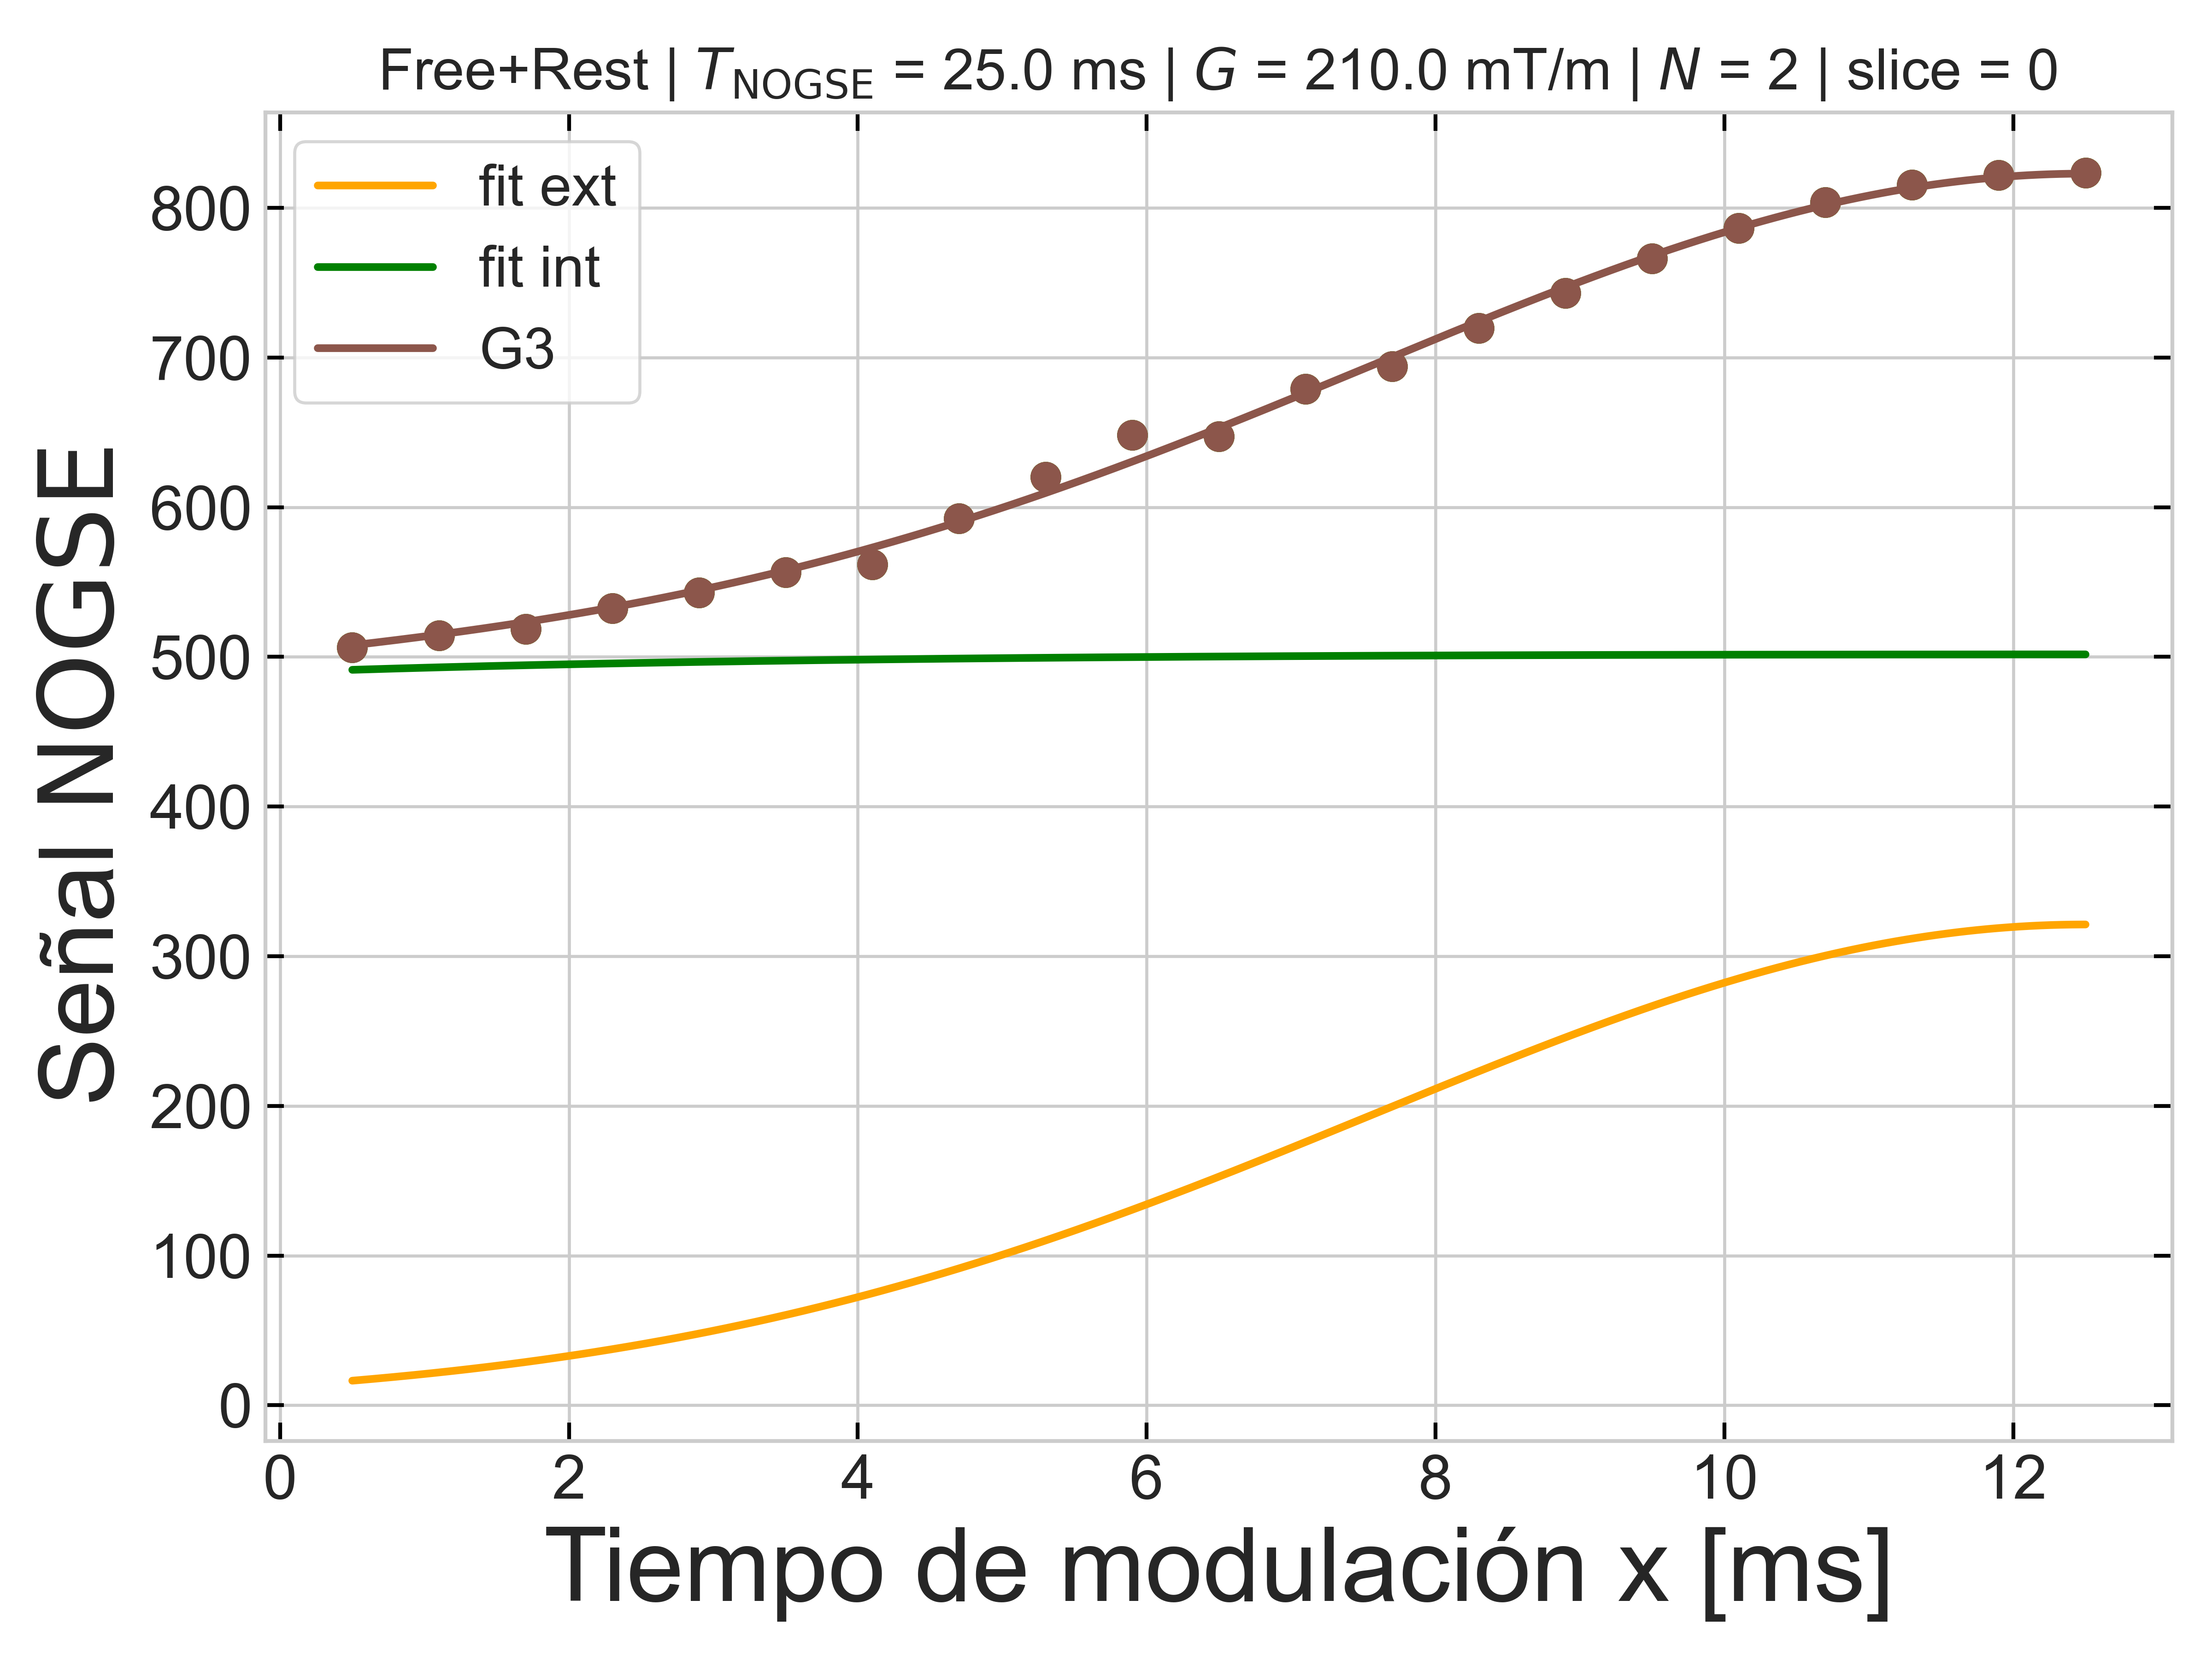 Free+Rest | T_NOGSE = 25.0 ms | G = 210.0 mT/m | N = 2 | slice = 0
fit ext
fit int
G3
800
700
600
500
400
300
200
100
0
Señal NOGSE
0 2 4 6 8 10 12
Tiempo de modulación x [ms]